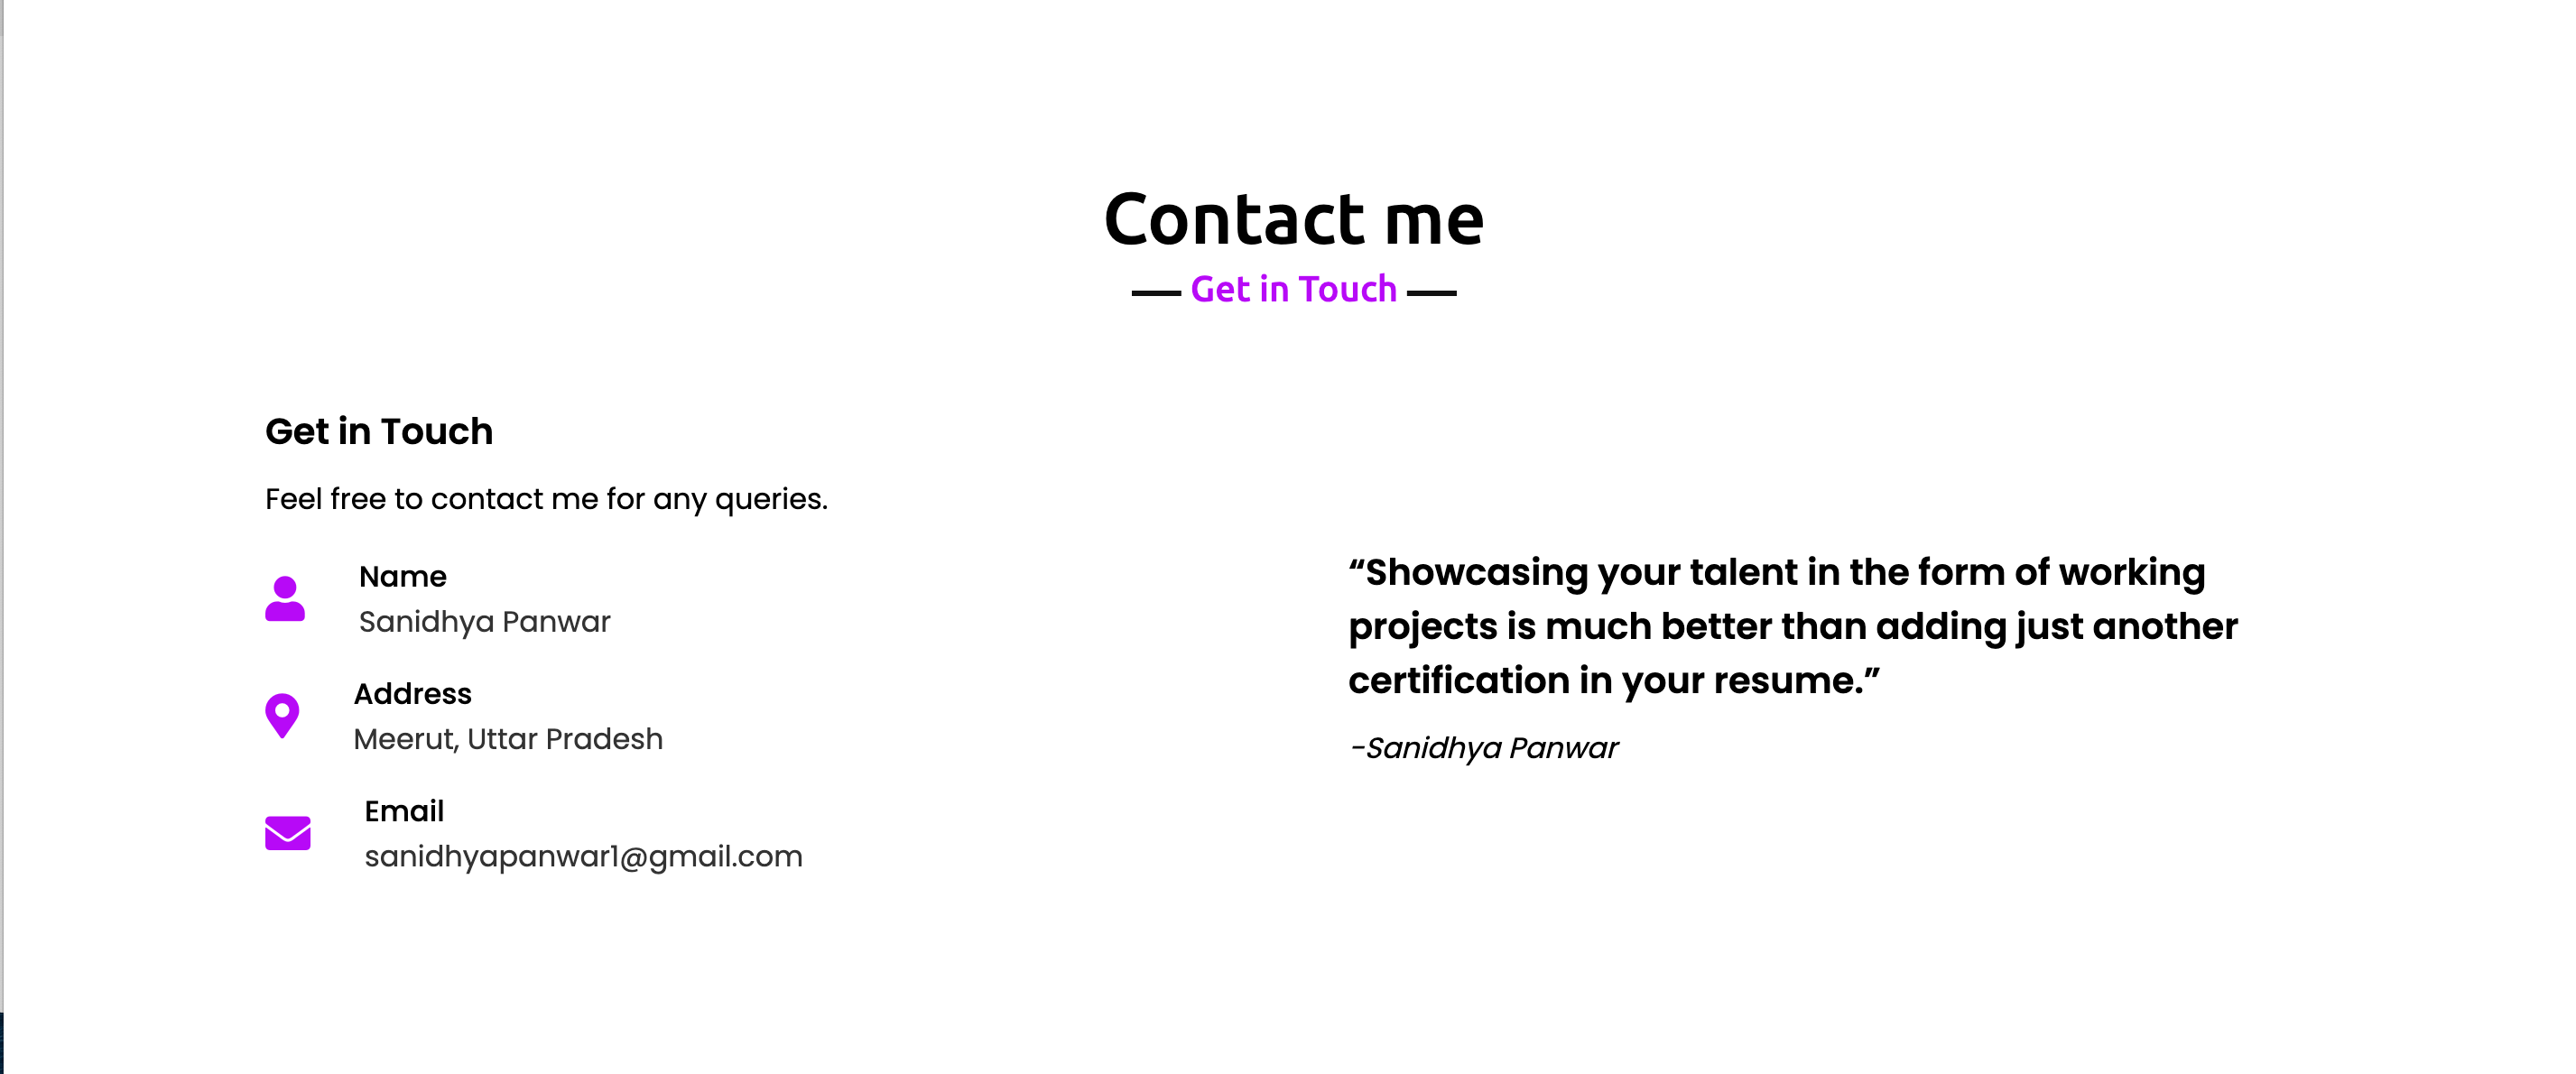 Contact me
Get in Touch
Get in Touch
Feel free to contact me for any queries.
Name
Sanidhya Panwar
Address
Meerut, Uttar Pradesh
Email
sanidhyapanwar1@gmail.com
“Showcasing your talent in the form of working
projects is much better than adding just another
certification in your resume.”
-Sanidhya Panwar